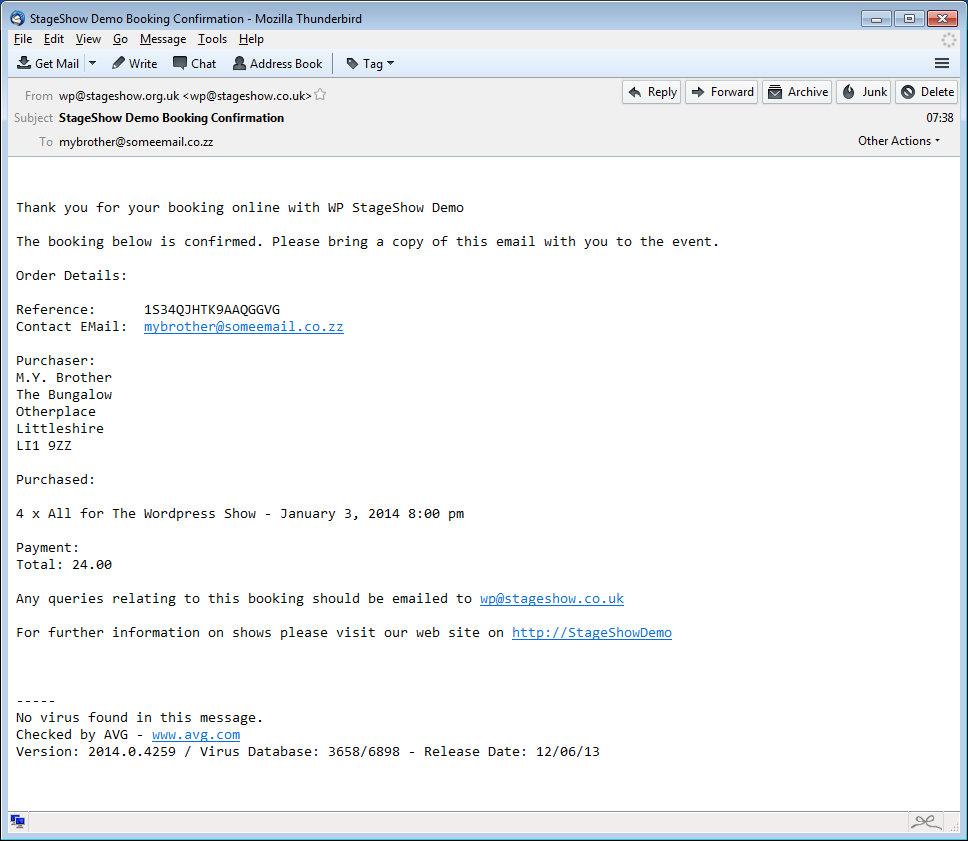 StageShow Demo Booking Confirmation - Mozilla Thunderbird
File Edit View Go Message Tools Help
Get Mail Write Chat Address Book Tag
From wp@stageshow.org.uk <wp@stageshow.co.uk> Reply Forward Archive Junk Delete
Subject StageShow Demo Booking Confirmation 07:38
To mybrother@someemail.co.zz Other Actions
Thank you for your booking online with WP StageShow Demo
The booking below is confirmed. Please bring a copy of this email with you to the event.
Order Details:
Reference: 1S34QJHTK9AAQGGVG
Contact EMail: mybrother@someemail.co.zz
Purchaser:
M.Y. Brother
The Bungalow
Otherplace
Littleshire
LI1 9ZZ
Purchased:
4 x All for The Wordpress Show - January 3, 2014 8:00 pm
Payment:
Total: 24.00
Any queries relating to this booking should be emailed to wp@stageshow.co.uk
For further information on shows please visit our web site on http://StageShowDemo
-----
No virus found in this message.
Checked by AVG - www.avg.com
Version: 2014.0.4259 / Virus Database: 3658/6898 - Release Date: 12/06/13